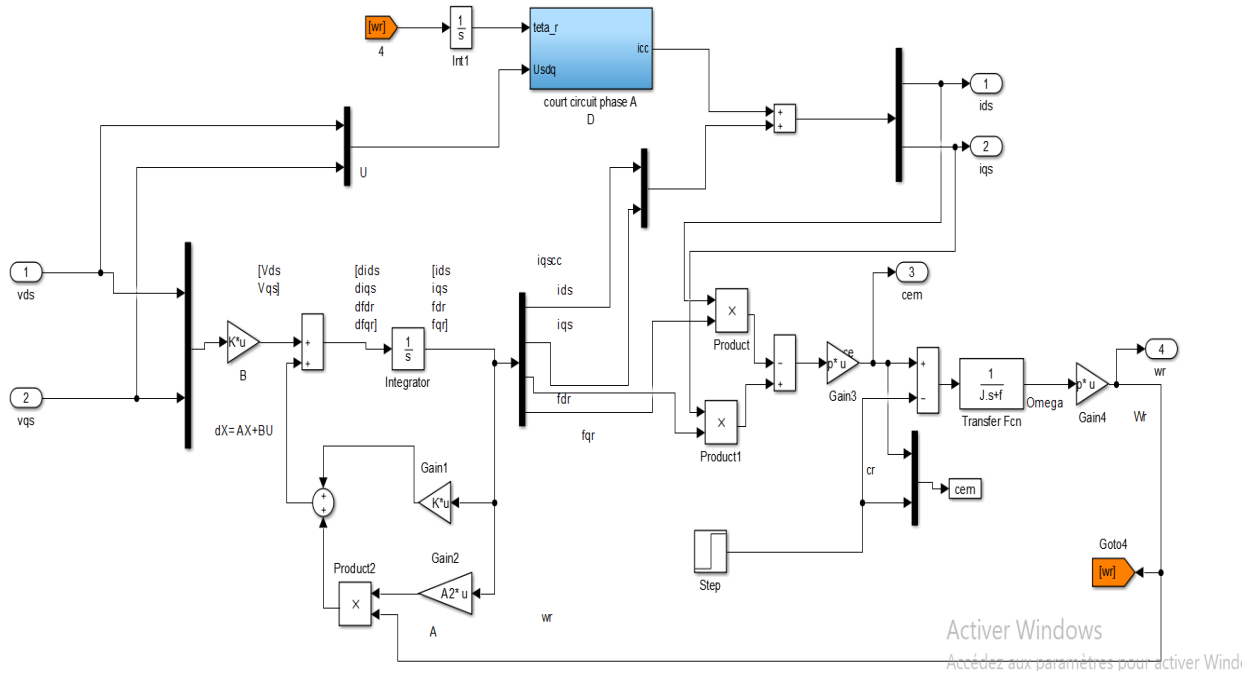 [wr]
4
1
s
Int1
teta_r
Usdq
icc
court circuit phase A
D
+
+
1
ids
2
iqs
U
1
vds
2
vqs
[Vds
Vqs]
K*u
B
+
+
[dids
diqs
dfdr
dfqr]
1
s
Integrator
[ids
iqs
fdr
fqr]
iqscc
ids
iqs
fdr
fqr
dX=AX+BU
X
Product
X
Product1
−
+
ce
p* u
Gain3
3
cem
+
−
1
J.s+f
Transfer Fcn
Omega
p* u
Gain4
4
wr
Wr
cr
cem
Gain1
K*u
+
+
Gain2
A2* u
Product2
X
A
wr
Step
Goto4
[wr]
Activer Windows
Accédez aux paramètres pour activer Wind